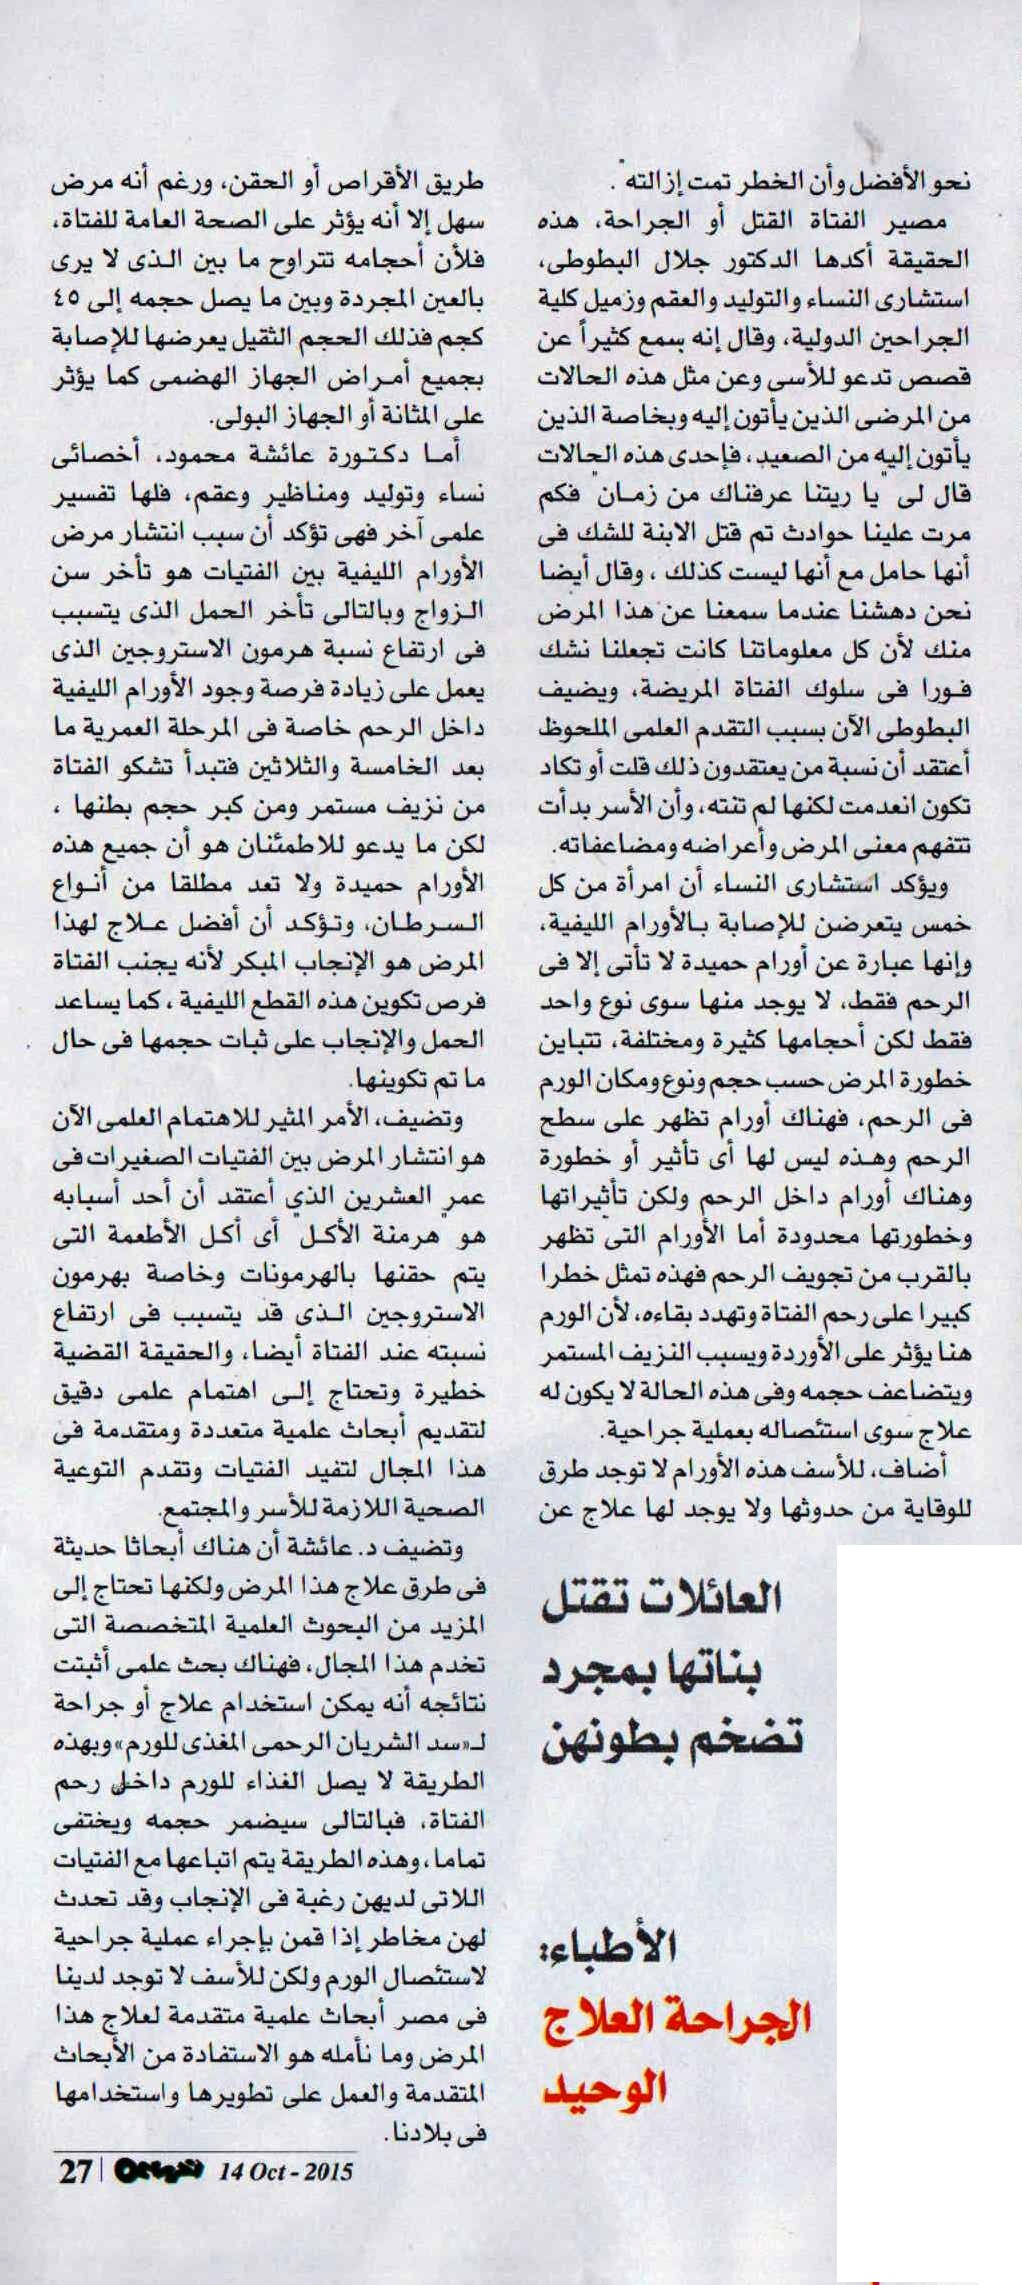 نحو الأفضل وأن الخطر تمت إزالته".
مصير الفتاة القتل أو الجراحة، هذه
الحقيقة أكدها الدكتور جلال البطوطى،
استشارى النساء والتوليد والعقم وزميل كلية
الجراحين الدولية، وقال إنه سمع كثيراً عن
قصص تدعو للأسى وعن مثل هذه الحالات
من المرضى الذين يأتون إليه وبخاصة الذين
يأتون إليه من الصعيد، فإحدى هذه الحالات
قال لى "يا ريتنا عرفناك من زمان" فكم
مرت علينا حوادث تم قتل الابنة للشك فى
أنها حامل مع أنها ليست كذلك ، وقال أيضا
نحن دهشنا عندما سمعنا عن هذا المرض
منك لأن كل معلوماتنا كانت تجعلنا نشك
فورا فى سلوك الفتاة المريضة، ويضيف
البطوطى الآن بسبب التقدم العلمى الملحوظ
أعتقد أن نسبة من يعتقدون ذلك قلت أو تكاد
تكون انعدمت لكنها لم تنته، وأن الأسر بدأت
تتفهم معنى المرض وأعراضه ومضاعفاته.
ويؤكد استشارى النساء أن امرأة من كل
خمس يتعرضن للإصابة بالأورام الليفية،
وإنها عبارة عن أورام حميدة لا تأتى إلا فى
الرحم فقط، لا يوجد منها سوى نوع واحد
فقط لكن أحجامها كثيرة ومختلفة، تتباين
خطورة المرض حسب حجم ونوع ومكان الورم
فى الرحم، فهناك أورام تظهر على سطح
الرحم وهذه ليس لها أى تأثير أو خطورة
وهناك أورام داخل الرحم ولكن تأثيراتها
وخطورتها محدودة أما الأورام التى تظهر
بالقرب من تجويف الرحم فهذه تمثل خطرا
كبيرا على رحم الفتاة وتهدد بقاءه، لأن الورم
هنا يؤثر على الأوردة ويسبب النزيف المستمر
ويتضاعف حجمه وفى هذه الحالة لا يكون له
علاج سوى استئصاله بعملية جراحية.
أضاف، للأسف هذه الأورام لا توجد طرق
للوقاية من حدوثها ولا يوجد لها علاج عن
العائلات تقتل
بناتها بمجرد
تضخم بطونهن
الأطباء:
الجراحة العلاج
الوحيد
طريق الأقراص أو الحقن، ورغم أنه مرض
سهل إلا أنه يؤثر على الصحة العامة للفتاة،
فلأن أحجامه تتراوح ما بين الذى لا يرى
بالعين المجردة وبين ما يصل حجمه إلى ٤٥
كجم فذلك الحجم الثقيل يعرضها للإصابة
بجميع أمراض الجهاز الهضمى كما يؤثر
على المثانة أو الجهاز البولى.
أما دكتورة عائشة محمود، أخصائى
نساء وتوليد ومناظير وعقم، فلها تفسير
علمى آخر فهى تؤكد أن سبب انتشار مرض
الأورام الليفية بين الفتيات هو تأخر سن
الزواج وبالتالى تأخر الحمل الذى يتسبب
فى ارتفاع نسبة هرمون الاستروجين الذى
يعمل على زيادة فرصة وجود الأورام الليفية
داخل الرحم خاصة فى المرحلة العمرية ما
بعد الخامسة والثلاثين فتبدأ تشكو الفتاة
من نزيف مستمر ومن كبر حجم بطنها ،
لكن ما يدعو للاطمئنان هو أن جميع هذه
الأورام حميدة ولا تعد مطلقا من أنواع
السرطان، وتؤكد أن أفضل علاج لهذا
المرض هو الإنجاب المبكر لأنه يجنب الفتاة
فرص تكوين هذه القطع الليفية ، كما يساعد
الحمل والإنجاب على ثبات حجمها فى حال
ما تم تكوينها.
وتضيف، الأمر المثير للاهتمام العلمى الآن
هو انتشار المرض بين الفتيات الصغيرات فى
عمر العشرين الذي أعتقد أن أحد أسبابه
هو "هرمنة الأكل" أى أكل الأطعمة التى
يتم حقنها بالهرمونات وخاصة بهرمون
الاستروجين الذى قد يتسبب فى ارتفاع
نسبته عند الفتاة أيضا، والحقيقة القضية
خطيرة وتحتاج إلى اهتمام علمى دقيق
لتقديم أبحاث علمية متعددة ومتقدمة فى
هذا المجال لتفيد الفتيات وتقدم التوعية
الصحية اللازمة للأسر والمجتمع.
وتضيف د. عائشة أن هناك أبحاثا حديثة
فى طرق علاج هذا المرض ولكنها تحتاج إلى
المزيد من البحوث العلمية المتخصصة التى
تخدم هذا المجال، فهناك بحث علمى أثبتت
نتائجه أنه يمكن استخدام علاج أو جراحة
لـ«سد الشريان الرحمى المغذى للورم» وبهذه
الطريقة لا يصل الغذاء للورم داخل رحم
الفتاة، فبالتالى سيضمر حجمه ويختفى
تماما، وهذه الطريقة يتم اتباعها مع الفتيات
اللاتى لديهن رغبة فى الإنجاب وقد تحدث
لهن مخاطر إذا قمن بإجراء عملية جراحية
لاستئصال الورم ولكن للأسف لا توجد لدينا
فى مصر أبحاث علمية متقدمة لعلاج هذا
المرض وما نأمله هو الاستفادة من الأبحاث
المتقدمة والعمل على تطويرها واستخدامها
فى بلادنا.
27 | 14 Oct - 2015